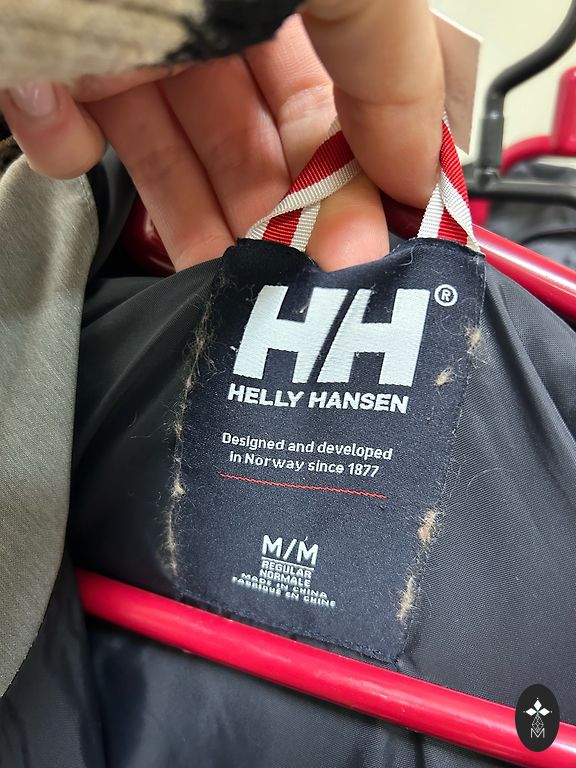 HH®
HELLY HANSEN
Designed and developed
in Norway since 1877
M/M
REGULAR
NORMALE
MADE IN CHINA
FABRIQUÉ EN CHINE
M